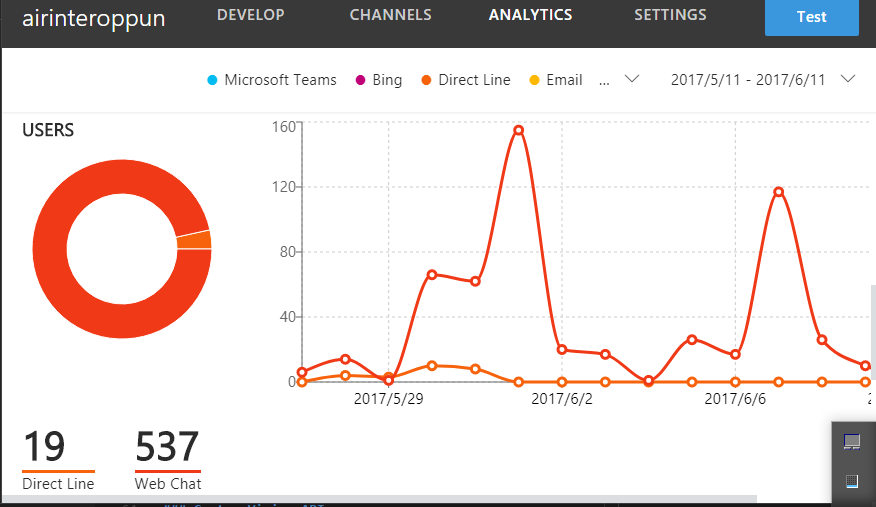 airinteroppun DEVELOP CHANNELS ANALYTICS SETTINGS Test
Microsoft Teams Bing Direct Line Email ... 2017/5/11 - 2017/6/11
USERS
160
120
80
40
0
2017/5/29 2017/6/2 2017/6/6
19 537
Direct Line Web Chat